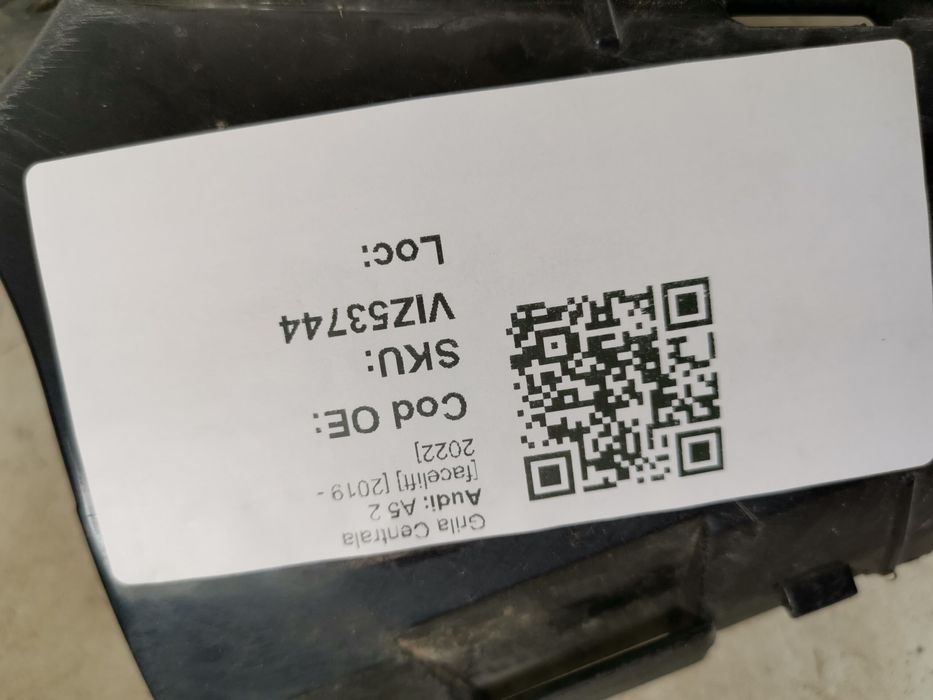 Grila Centrala
Audi: A5 2
[facelift] [2019 -
2022]
Cod OE:
SKU:
VIZ53744
Loc: